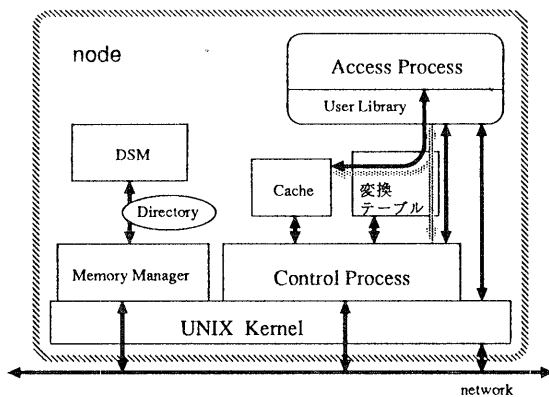 node
Access Process
User Library
DSM
Cache
変換
テーブル
Directory
Memory Manager
Control Process
UNIX Kernel
network